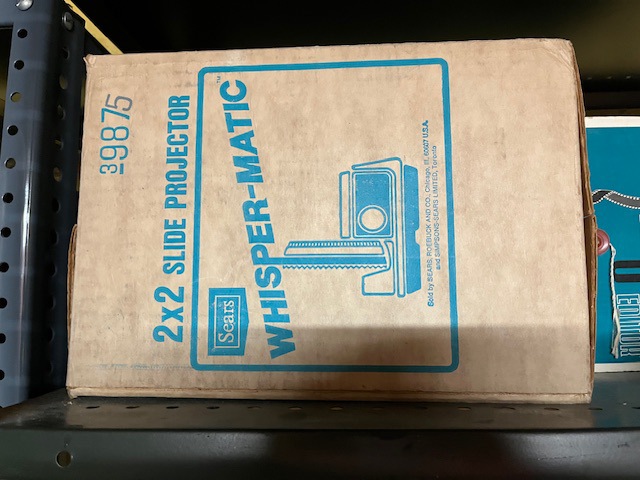 39875
2x2 SLIDE PROJECTOR
Sears
WHISPER-MATIC™
Sold by SEARS, ROEBUCK AND CO., Chicago, Ill., 60607 U.S.A.
and SIMPSONS-SEARS LIMITED, Toronto